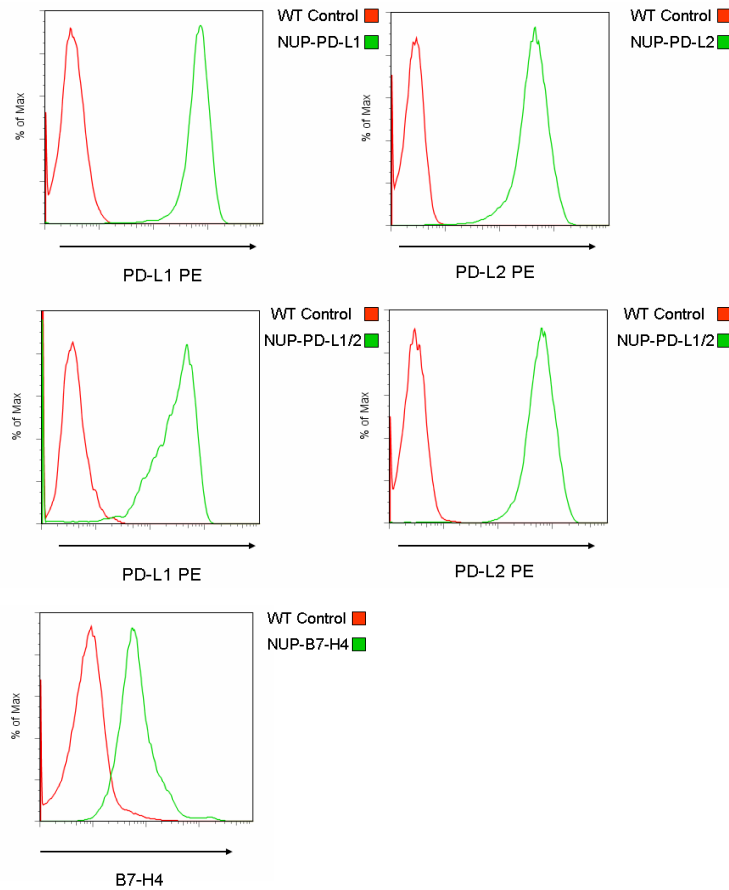 WT Control
NUP-PD-L1
% of Max
PD-L1 PE
WT Control
NUP-PD-L2
% of Max
PD-L2 PE
WT Control
NUP-PD-L1/2
% of Max
PD-L1 PE
WT Control
NUP-PD-L1/2
% of Max
PD-L2 PE
WT Control
NUP-B7-H4
% of Max
B7-H4